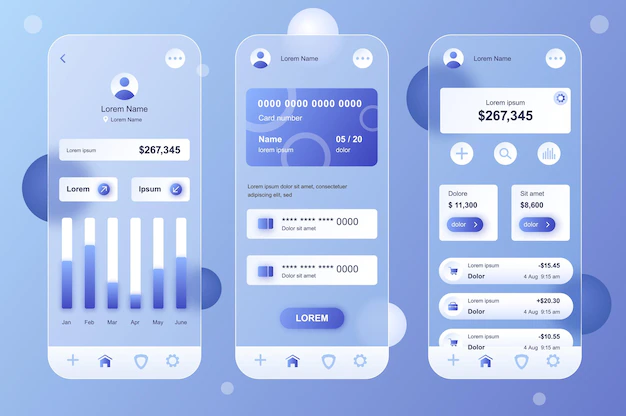 Lorem Name
Lorem Name
Lorem ipsum $267,345
Lorem Ipsum
Jan Feb Mar Apr May June
Lorem Name
0000 0000 0000 0000
Card number
Name 05 / 20
lorem ipsum dolor
Lorem ipsum dolor sit amet, consectetur
**** **** **** 0000
Dolor sit amet
**** **** **** 0000
Dolor sit amet
LOREM
Lorem Name
Lorem ipsum
$267,345
Dolore
$ 11,300
dolor
Sit amet
$8,600
dolor
Lorem ipsum -$15.45
Dolor 4 Aug 9:15 am
Lorem ipsum +$20.30
Dolor 4 Aug 9:15 am
Lorem ipsum -$10.55
Dolor 4 Aug 9:15 am